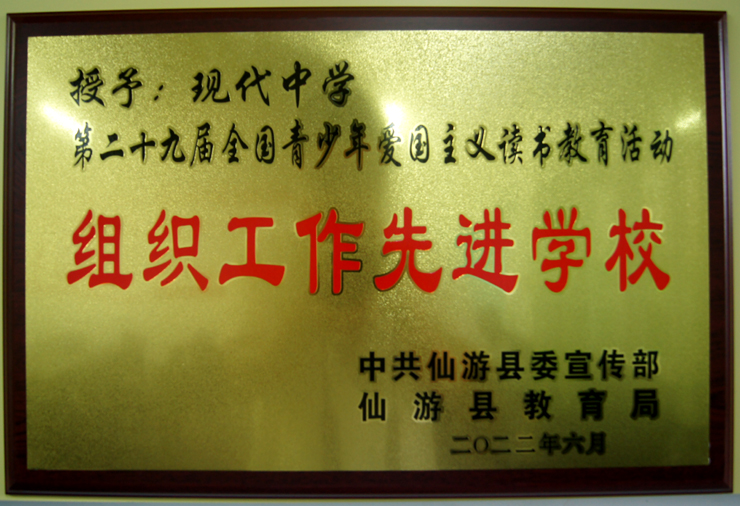 授予：现代中学
第二十九届全国青少年爱国主义读书教育活动
组织工作先进学校
中共仙游县委宣传部
仙游县教育局
二〇二二年六月